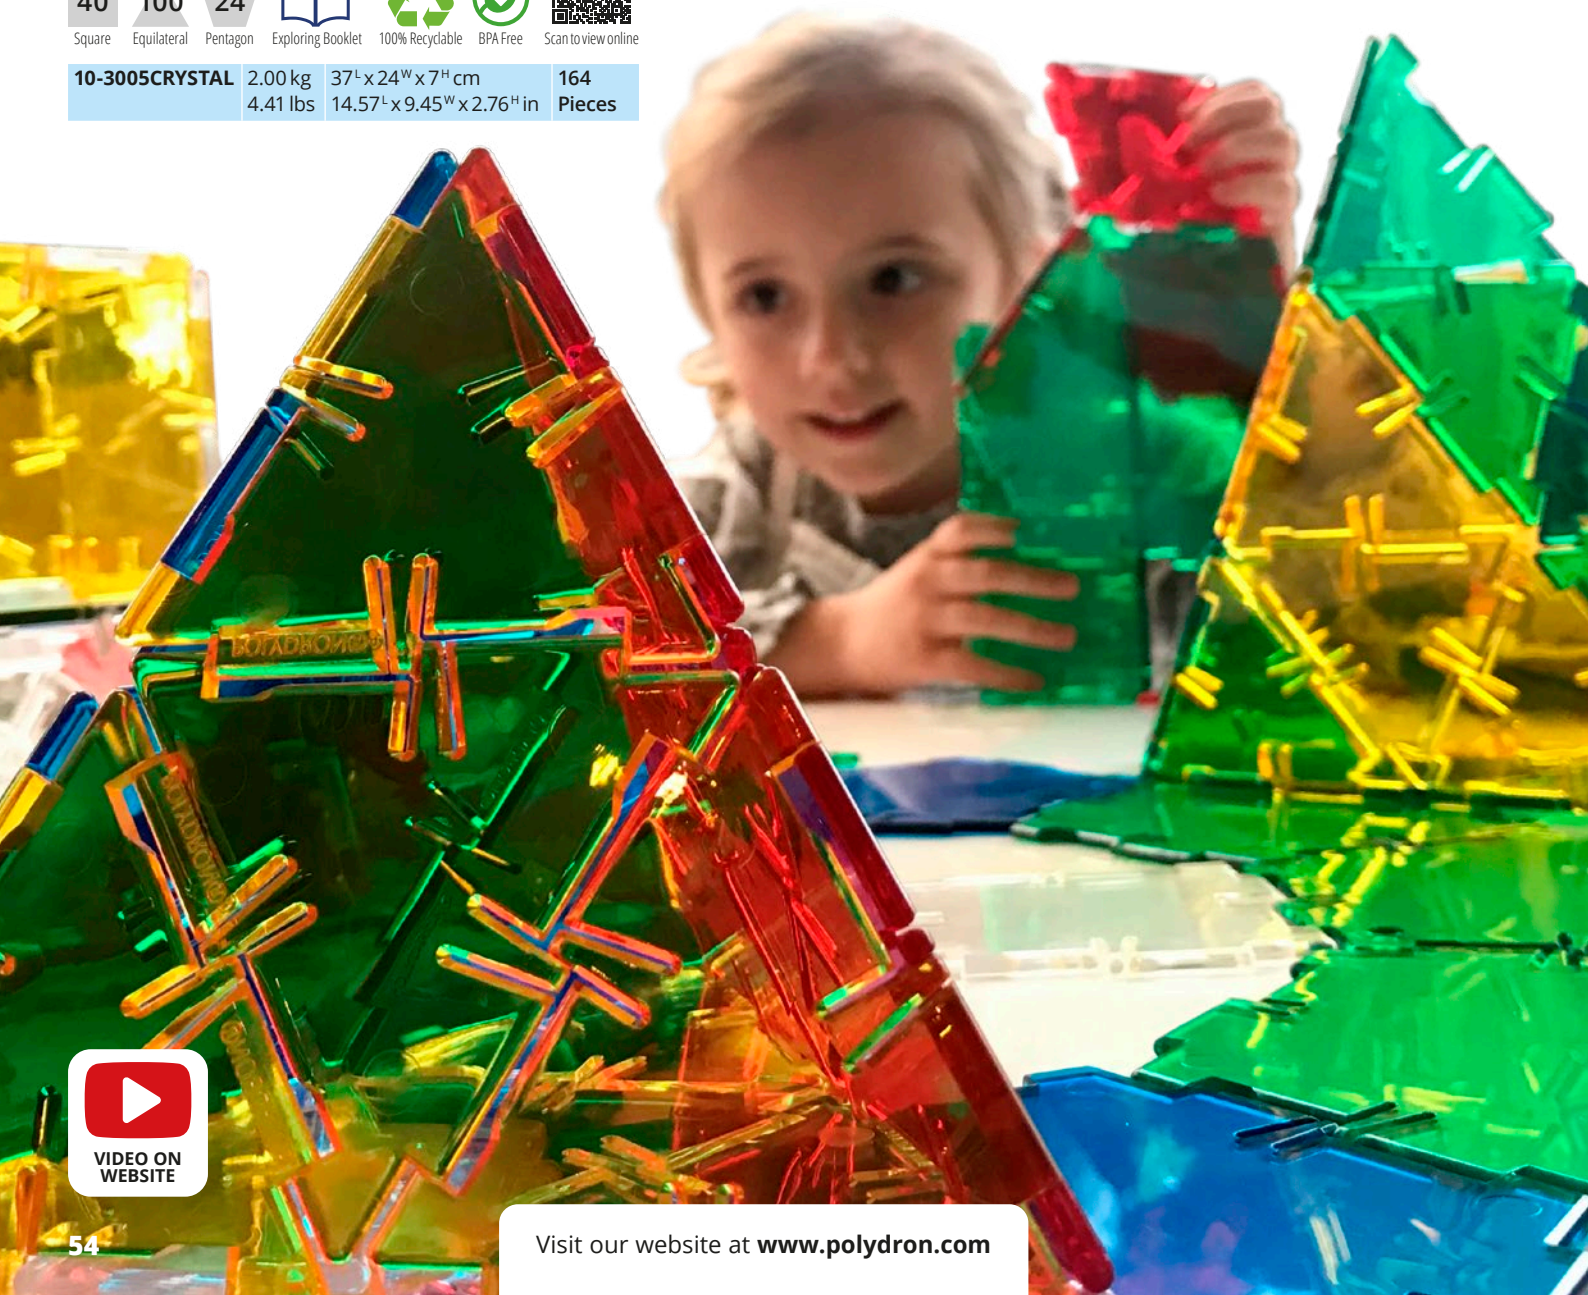 40 100 24
Square Equilateral Pentagon Exploring Booklet 100% Recyclable BPA Free Scan to view online
10-3005CRYSTAL 2.00 kg 37L x 24W x 7H cm 164
4.41 lbs 14.57L x 9.45W x 2.76H in Pieces
POLYDRON
VIDEO ON
WEBSITE
54
Visit our website at www.polydron.com